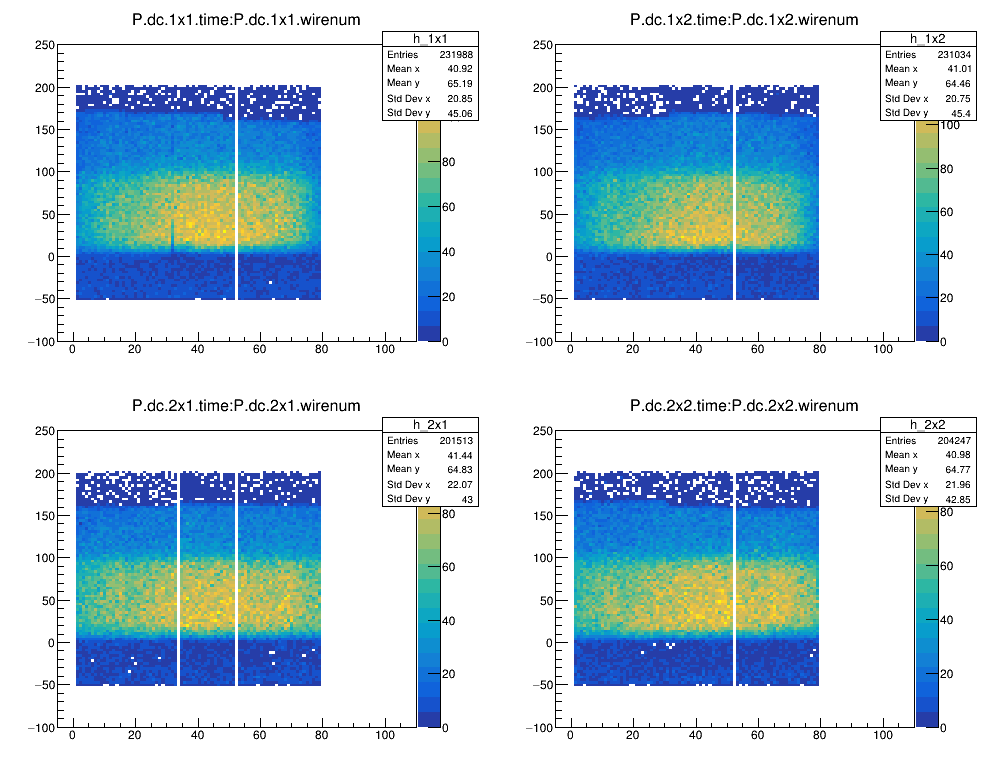 P.dc.1x1.time:P.dc.1x1.wirenum
h_1x1
Entries 231988
Mean x 40.92
Mean y 65.19
Std Dev x 20.85
Std Dev y 45.06
250
200
150
100
50
0
−50
−100
0 20 40 60 80 100
80
60
40
20
0
P.dc.1x2.time:P.dc.1x2.wirenum
h_1x2
Entries 231034
Mean x 41.01
Mean y 64.46
Std Dev x 20.75
Std Dev y 45.4
250
200
150
100
50
0
−50
−100
0 20 40 60 80 100
100
80
60
40
20
0
P.dc.2x1.time:P.dc.2x1.wirenum
h_2x1
Entries 201513
Mean x 41.44
Mean y 64.83
Std Dev x 22.07
Std Dev y 43
250
200
150
100
50
0
−50
−100
0 20 40 60 80 100
80
60
40
20
0
P.dc.2x2.time:P.dc.2x2.wirenum
h_2x2
Entries 204247
Mean x 40.98
Mean y 64.77
Std Dev x 21.96
Std Dev y 42.85
250
200
150
100
50
0
−50
−100
0 20 40 60 80 100
80
60
40
20
0